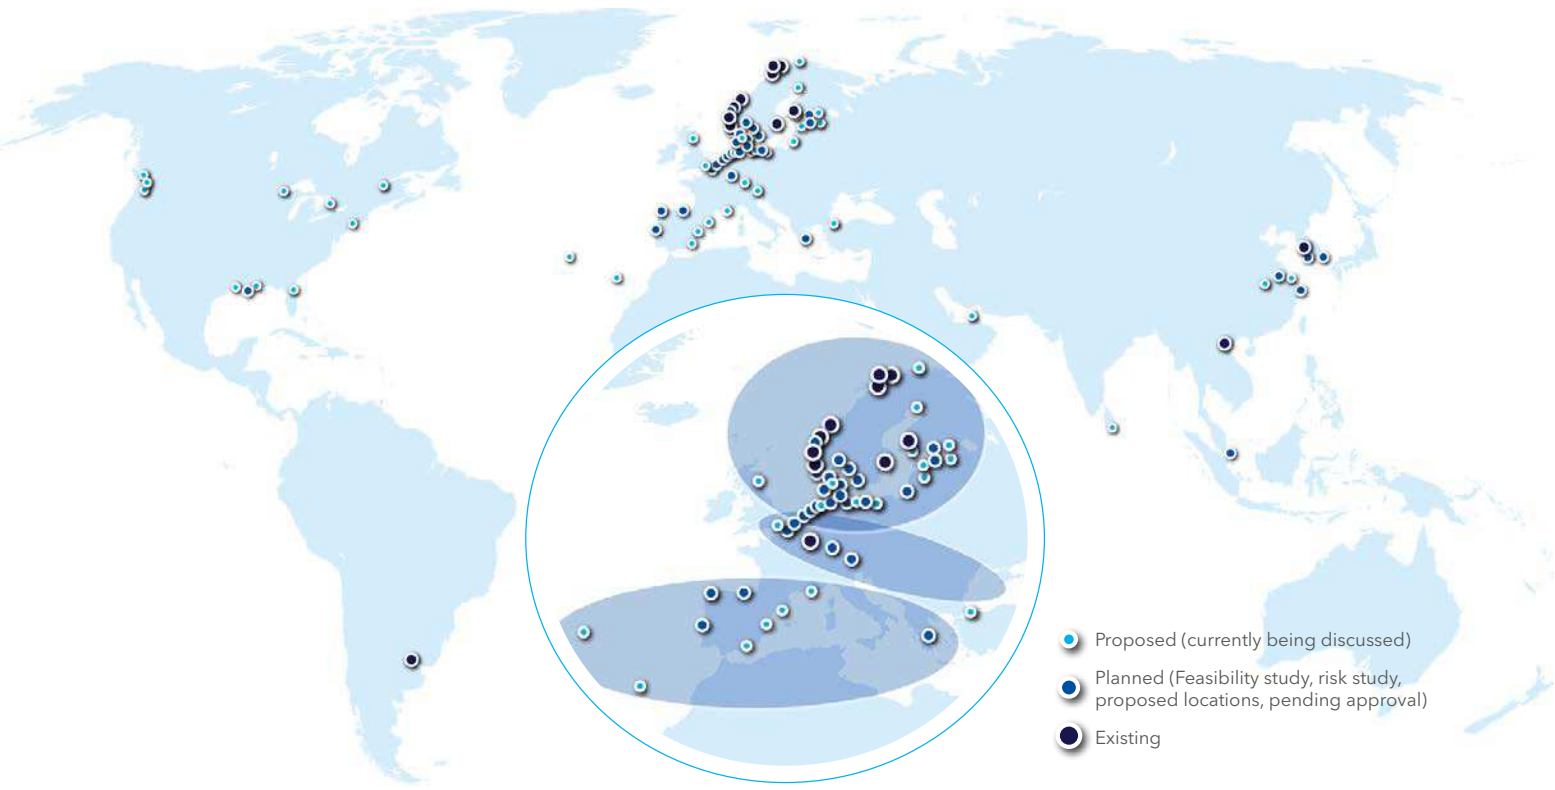 Proposed (currently being discussed)
Planned (Feasibility study, risk study,
proposed locations, pending approval)
Existing